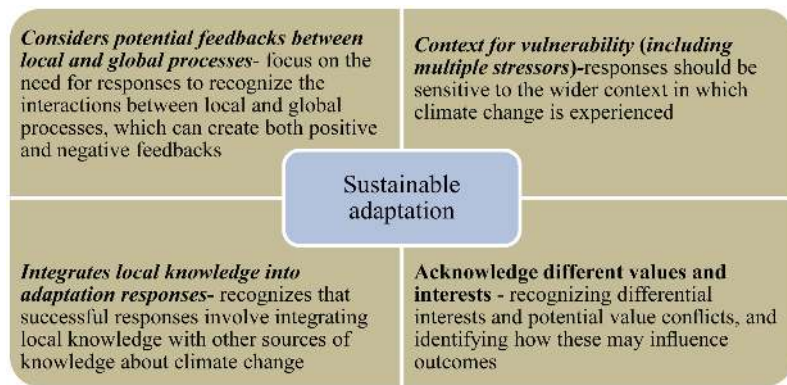 Considers potential feedbacks between
local and global processes- focus on the
need for responses to recognize the
interactions between local and global
processes, which can create both positive
and negative feedbacks
Context for vulnerability (including
multiple stressors)-responses should be
sensitive to the wider context in which
climate change is experienced
Sustainable
adaptation
Integrates local knowledge into
adaptation responses- recognizes that
successful responses involve integrating
local knowledge with other sources of
knowledge about climate change
Acknowledge different values and
interests - recognizing differential
interests and potential value conflicts, and
identifying how these may influence
outcomes